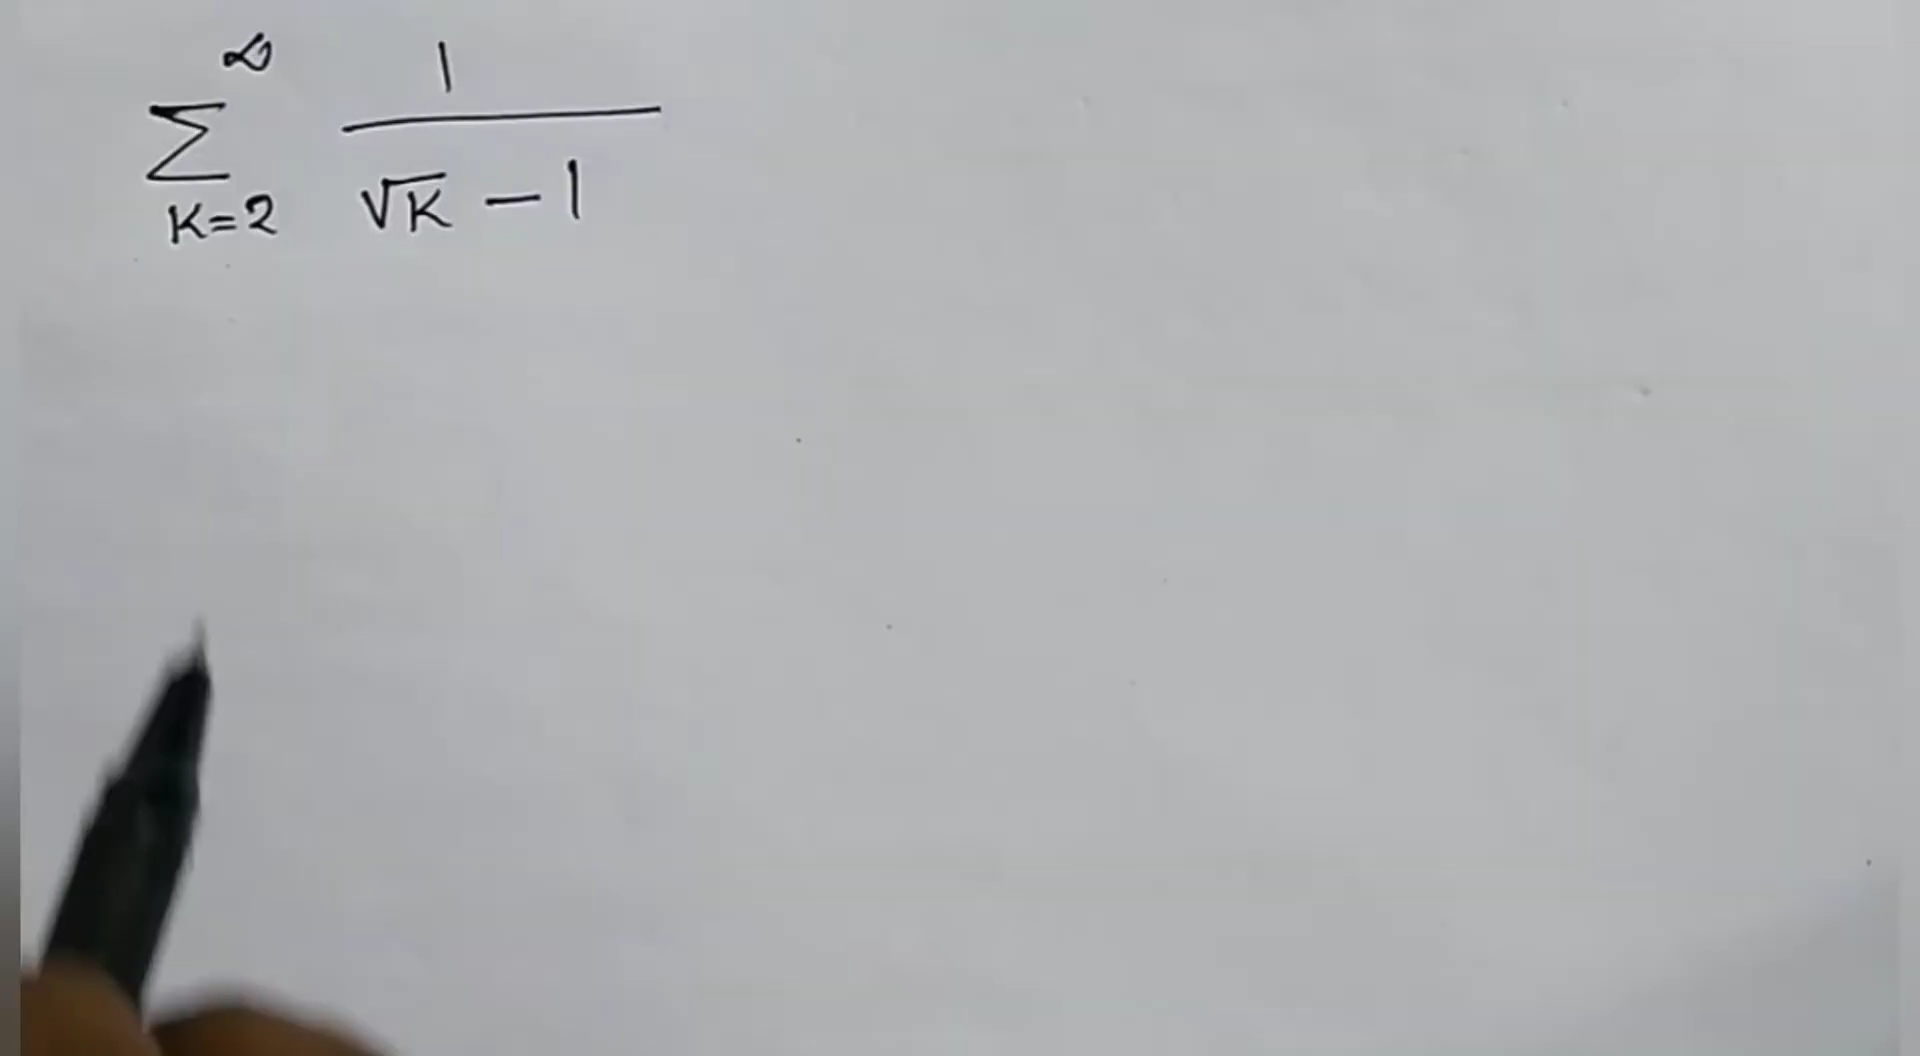 ∞ 1
∑
K=2 √K - 1